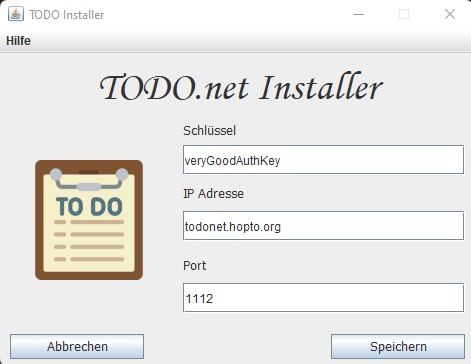 TODO Installer
Hilfe
TODO.net Installer
Schlüssel
veryGoodAuthKey
TO DO
IP Adresse
todonet.hopto.org
Port
1112
Abbrechen
Speichern